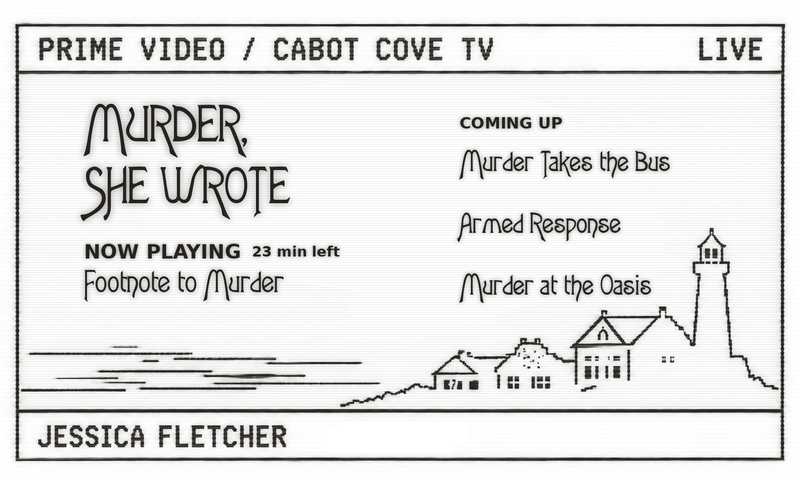 PRIME VIDEO / CABOT COVE TV LIVE
MURDER,
SHE WROTE
NOW PLAYING 23 min left
Footnote to Murder
COMING UP
Murder Takes the Bus
Armed Response
Murder at the Oasis
JESSICA FLETCHER